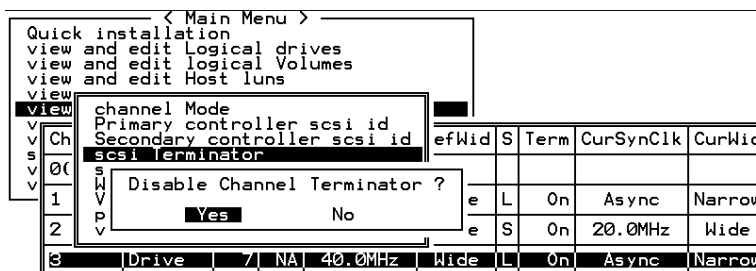 < Main Menu >
Quick installation
view and edit Logical drives
view and edit logical Volumes
view and edit Host luns
view
view
channel Mode
Primary controller scsi id
Secondary controller scsi id
scsi Terminator
Ch efWid S Term CurSynClk CurWid
Disable Channel Terminator ?
Yes No
1 e L On Async Narrow
2 e S On 20.0MHz Wide
3 Drive 7 NA 40.0MHz Wide L On Async Narrow